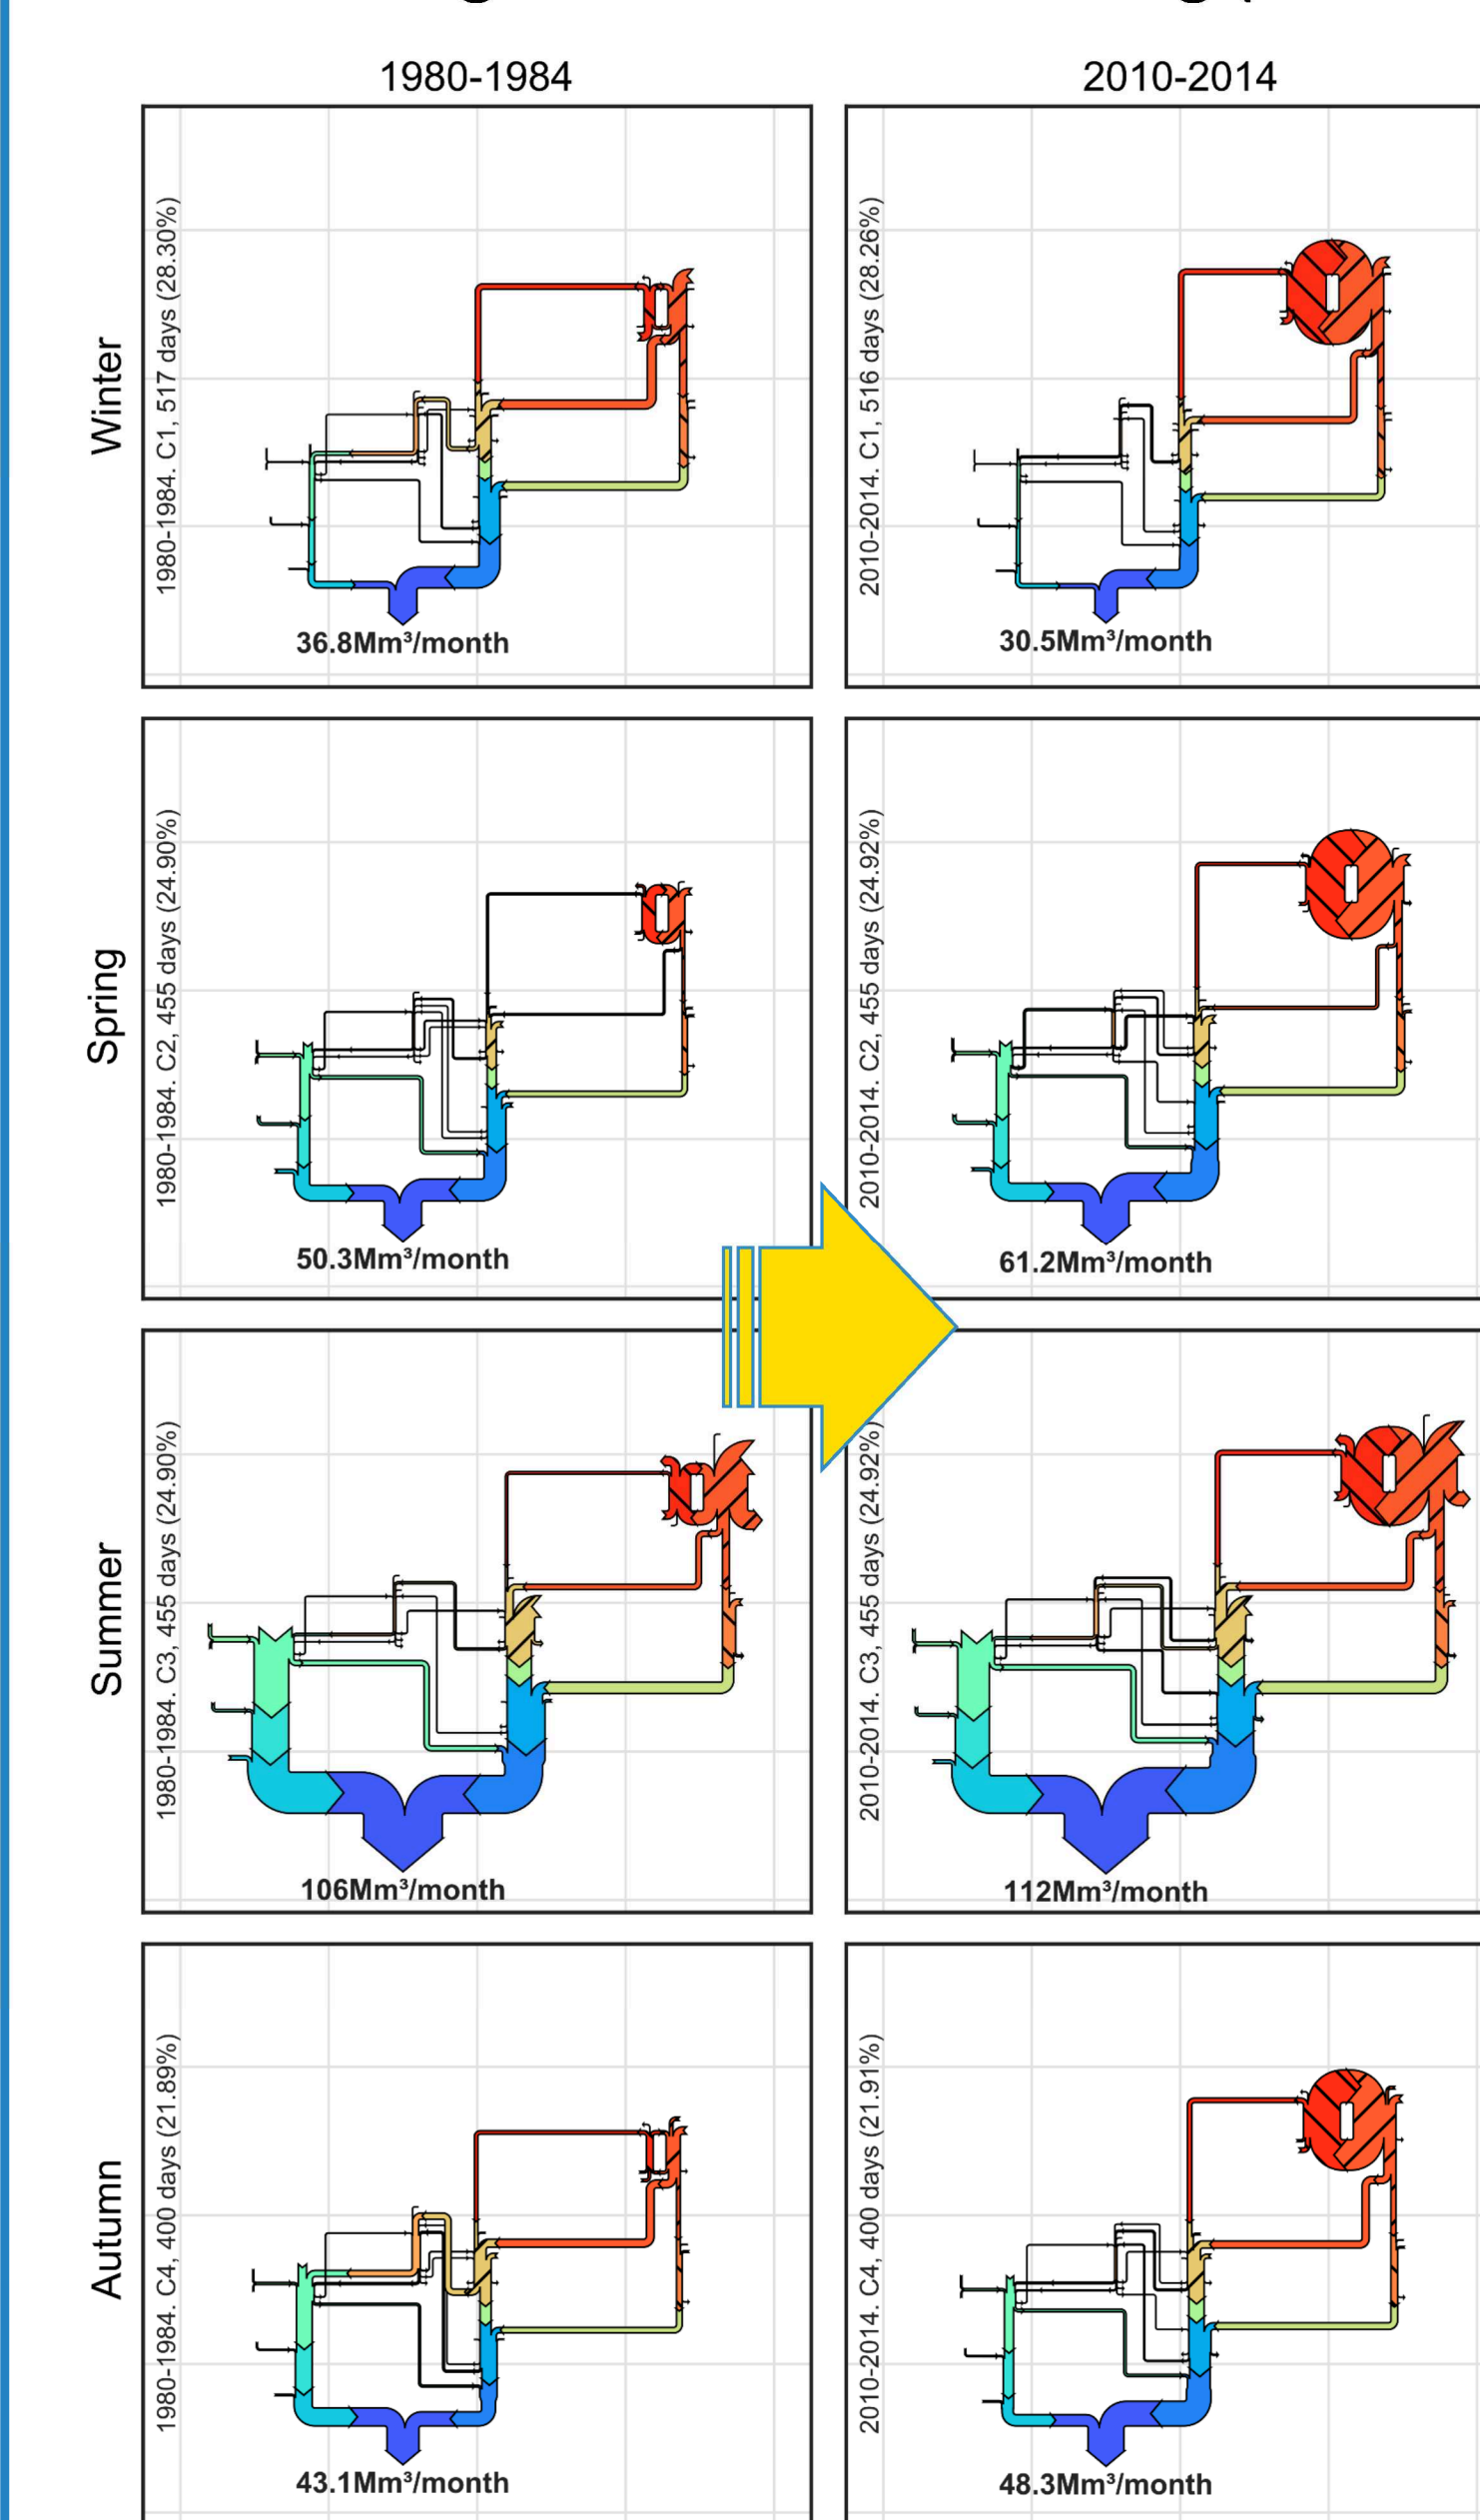 1980-1984
2010-2014
Winter
1980-1984. C1, 517 days (28.30%)
36.8Mm³/month
2010-2014. C1, 516 days (28.26%)
30.5Mm³/month
Spring
1980-1984. C2, 455 days (24.90%)
50.3Mm³/month
2010-2014. C2, 455 days (24.92%)
61.2Mm³/month
Summer
1980-1984. C3, 455 days (24.90%)
106Mm³/month
2010-2014. C3, 455 days (24.92%)
112Mm³/month
Autumn
1980-1984. C4, 400 days (21.89%)
43.1Mm³/month
2010-2014. C4, 400 days (21.91%)
48.3Mm³/month